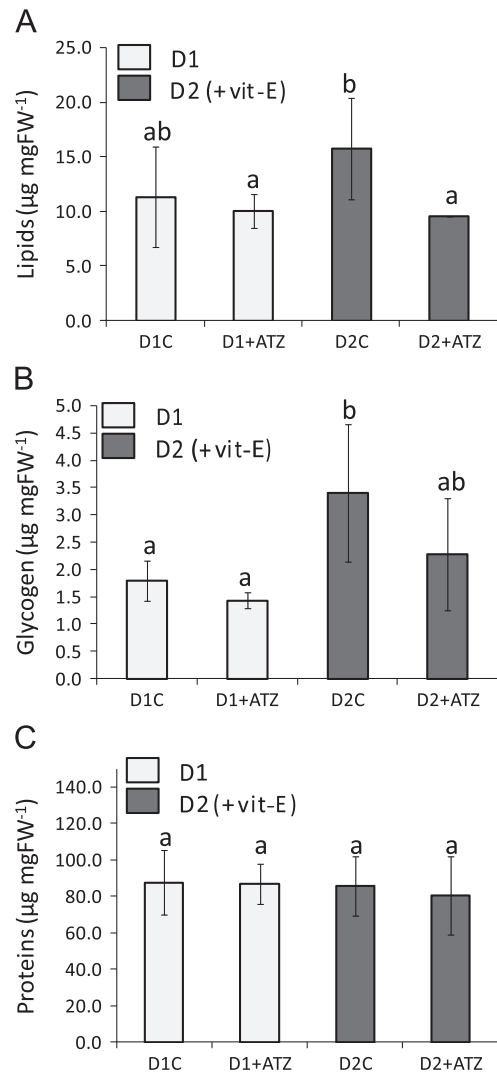 A
25.0
20.0
15.0
10.0
5.0
0.0
Lipids (µg mgFW-1)
D1
D2 (+vit-E)
ab
a
b
a
D1C D1+ATZ D2C D2+ATZ
B
5.0
4.5
4.0
3.5
3.0
2.5
2.0
1.5
1.0
0.5
0.0
Glycogen (µg mgFW-1)
D1
D2 (+vit-E)
a
a
b
ab
D1C D1+ATZ D2C D2+ATZ
C
140.0
120.0
100.0
80.0
60.0
40.0
20.0
0.0
Proteins (µg mgFW-1)
D1
D2 (+vit-E)
a
a
a
a
D1C D1+ATZ D2C D2+ATZ